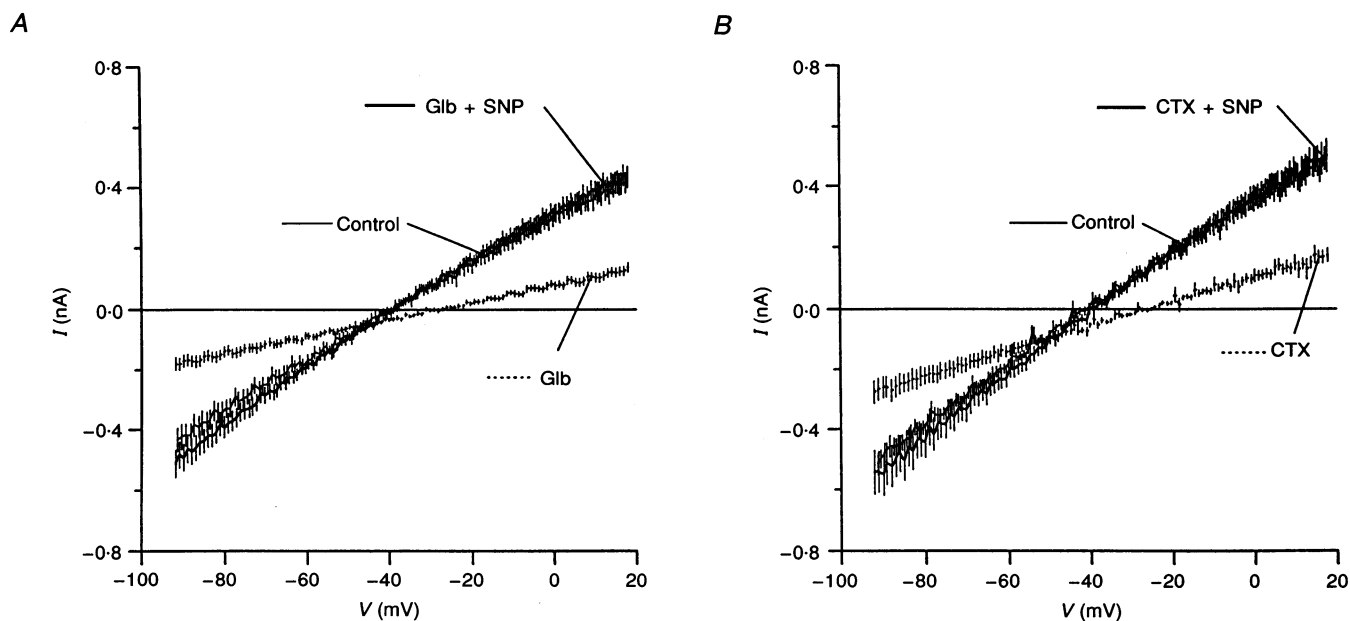 A
0·8
0·4
0·0
−0·4
−0·8
I (nA)
Glb + SNP
Control
Glb
−100 −80 −60 −40 −20 0 20
V (mV)
B
0·8
0·4
0·0
−0·4
−0·8
I (nA)
CTX + SNP
Control
CTX
−100 −80 −60 −40 −20 0 20
V (mV)